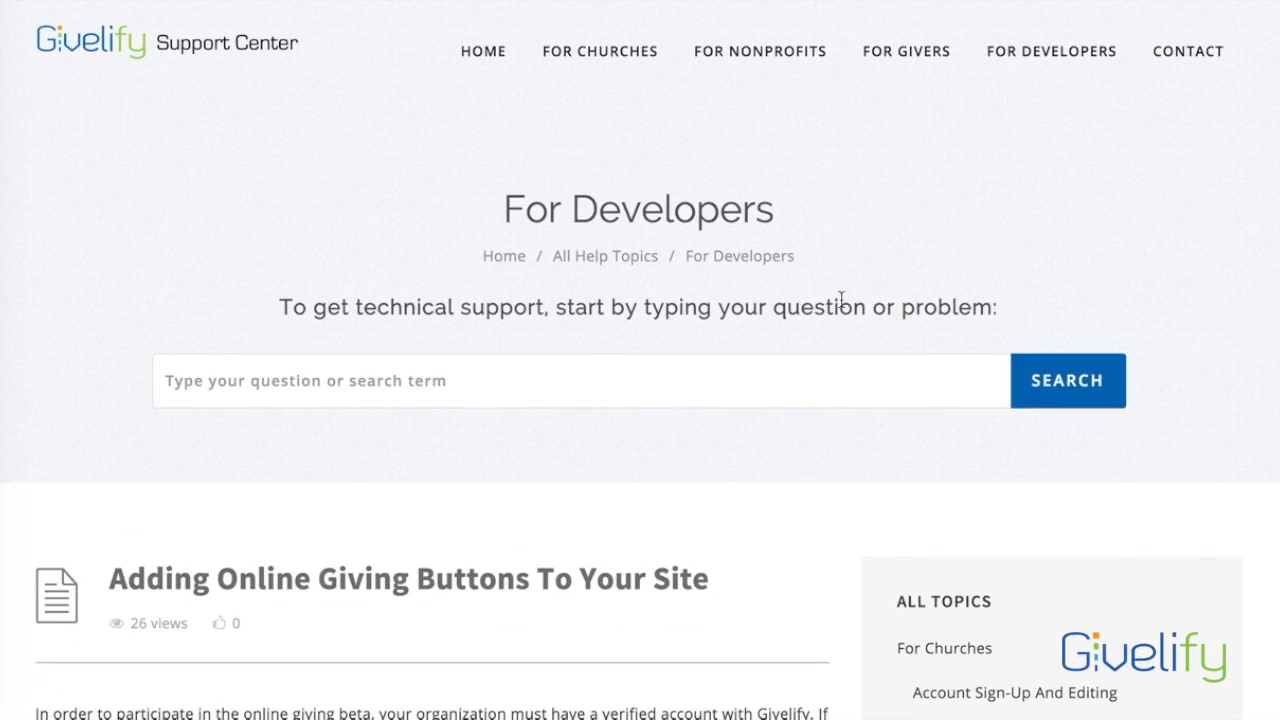 Givelify Support Center
HOME
FOR CHURCHES
FOR NONPROFITS
FOR GIVERS
FOR DEVELOPERS
CONTACT
For Developers
Home / All Help Topics / For Developers
To get technical support, start by typing your question or problem:
Type your question or search term
SEARCH
Adding Online Giving Buttons To Your Site
26 views 0
In order to participate in the online giving beta, your organization must have a verified account with Givelify. If
ALL TOPICS
For Churches
Account Sign-Up And Editing
Givelify